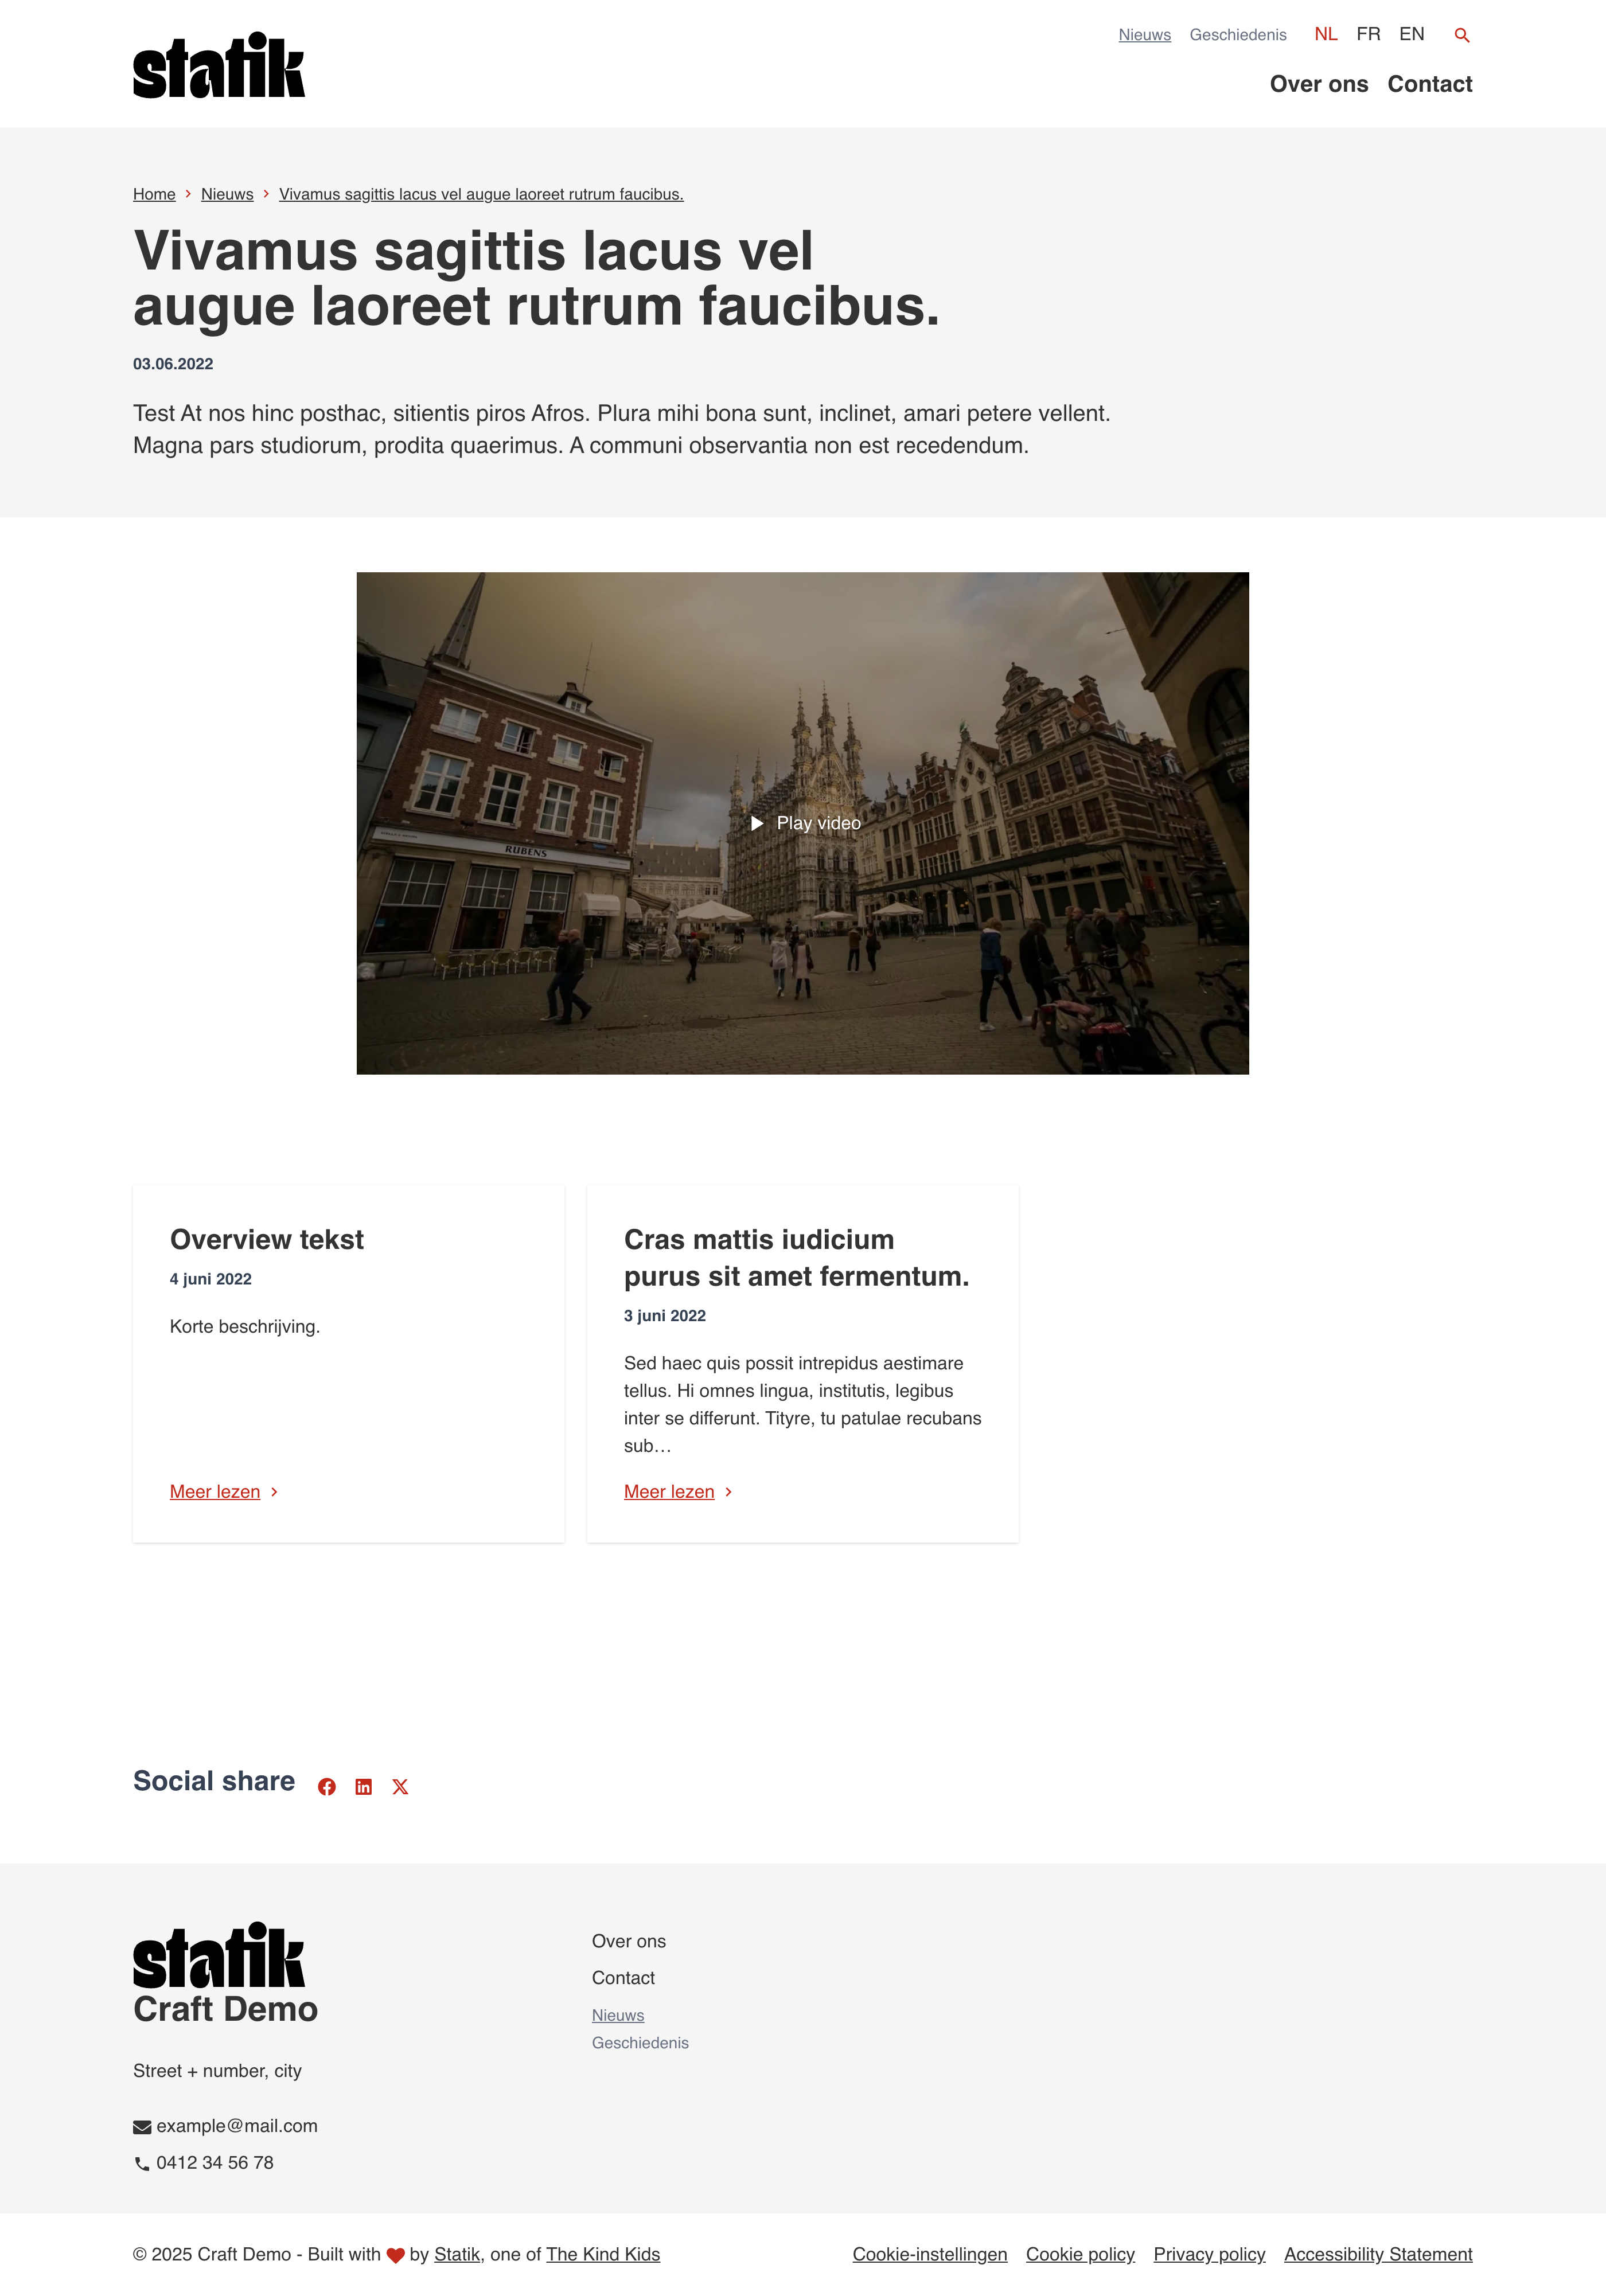 statik
Nieuws Geschiedenis NL FR EN
Over ons Contact
Home Nieuws Vivamus sagittis lacus vel augue laoreet rutrum faucibus.
Vivamus sagittis lacus vel
augue laoreet rutrum faucibus.
03.06.2022
Test At nos hinc posthac, sitientis piros Afros. Plura mihi bona sunt, inclinet, amari petere vellent.
Magna pars studiorum, prodita quaerimus. A communi observantia non est recedendum.
RUBENS
Play video
Overview tekst
4 juni 2022
Korte beschrijving.
Meer lezen
Cras mattis iudicium
purus sit amet fermentum.
3 juni 2022
Sed haec quis possit intrepidus aestimare
tellus. Hi omnes lingua, institutis, legibus
inter se differunt. Tityre, tu patulae recubans
sub…
Meer lezen
Social share
statik
Craft Demo
Street + number, city
example@mail.com
0412 34 56 78
Over ons
Contact
Nieuws
Geschiedenis
© 2025 Craft Demo - Built with by Statik, one of The Kind Kids
Cookie-instellingen Cookie policy Privacy policy Accessibility Statement